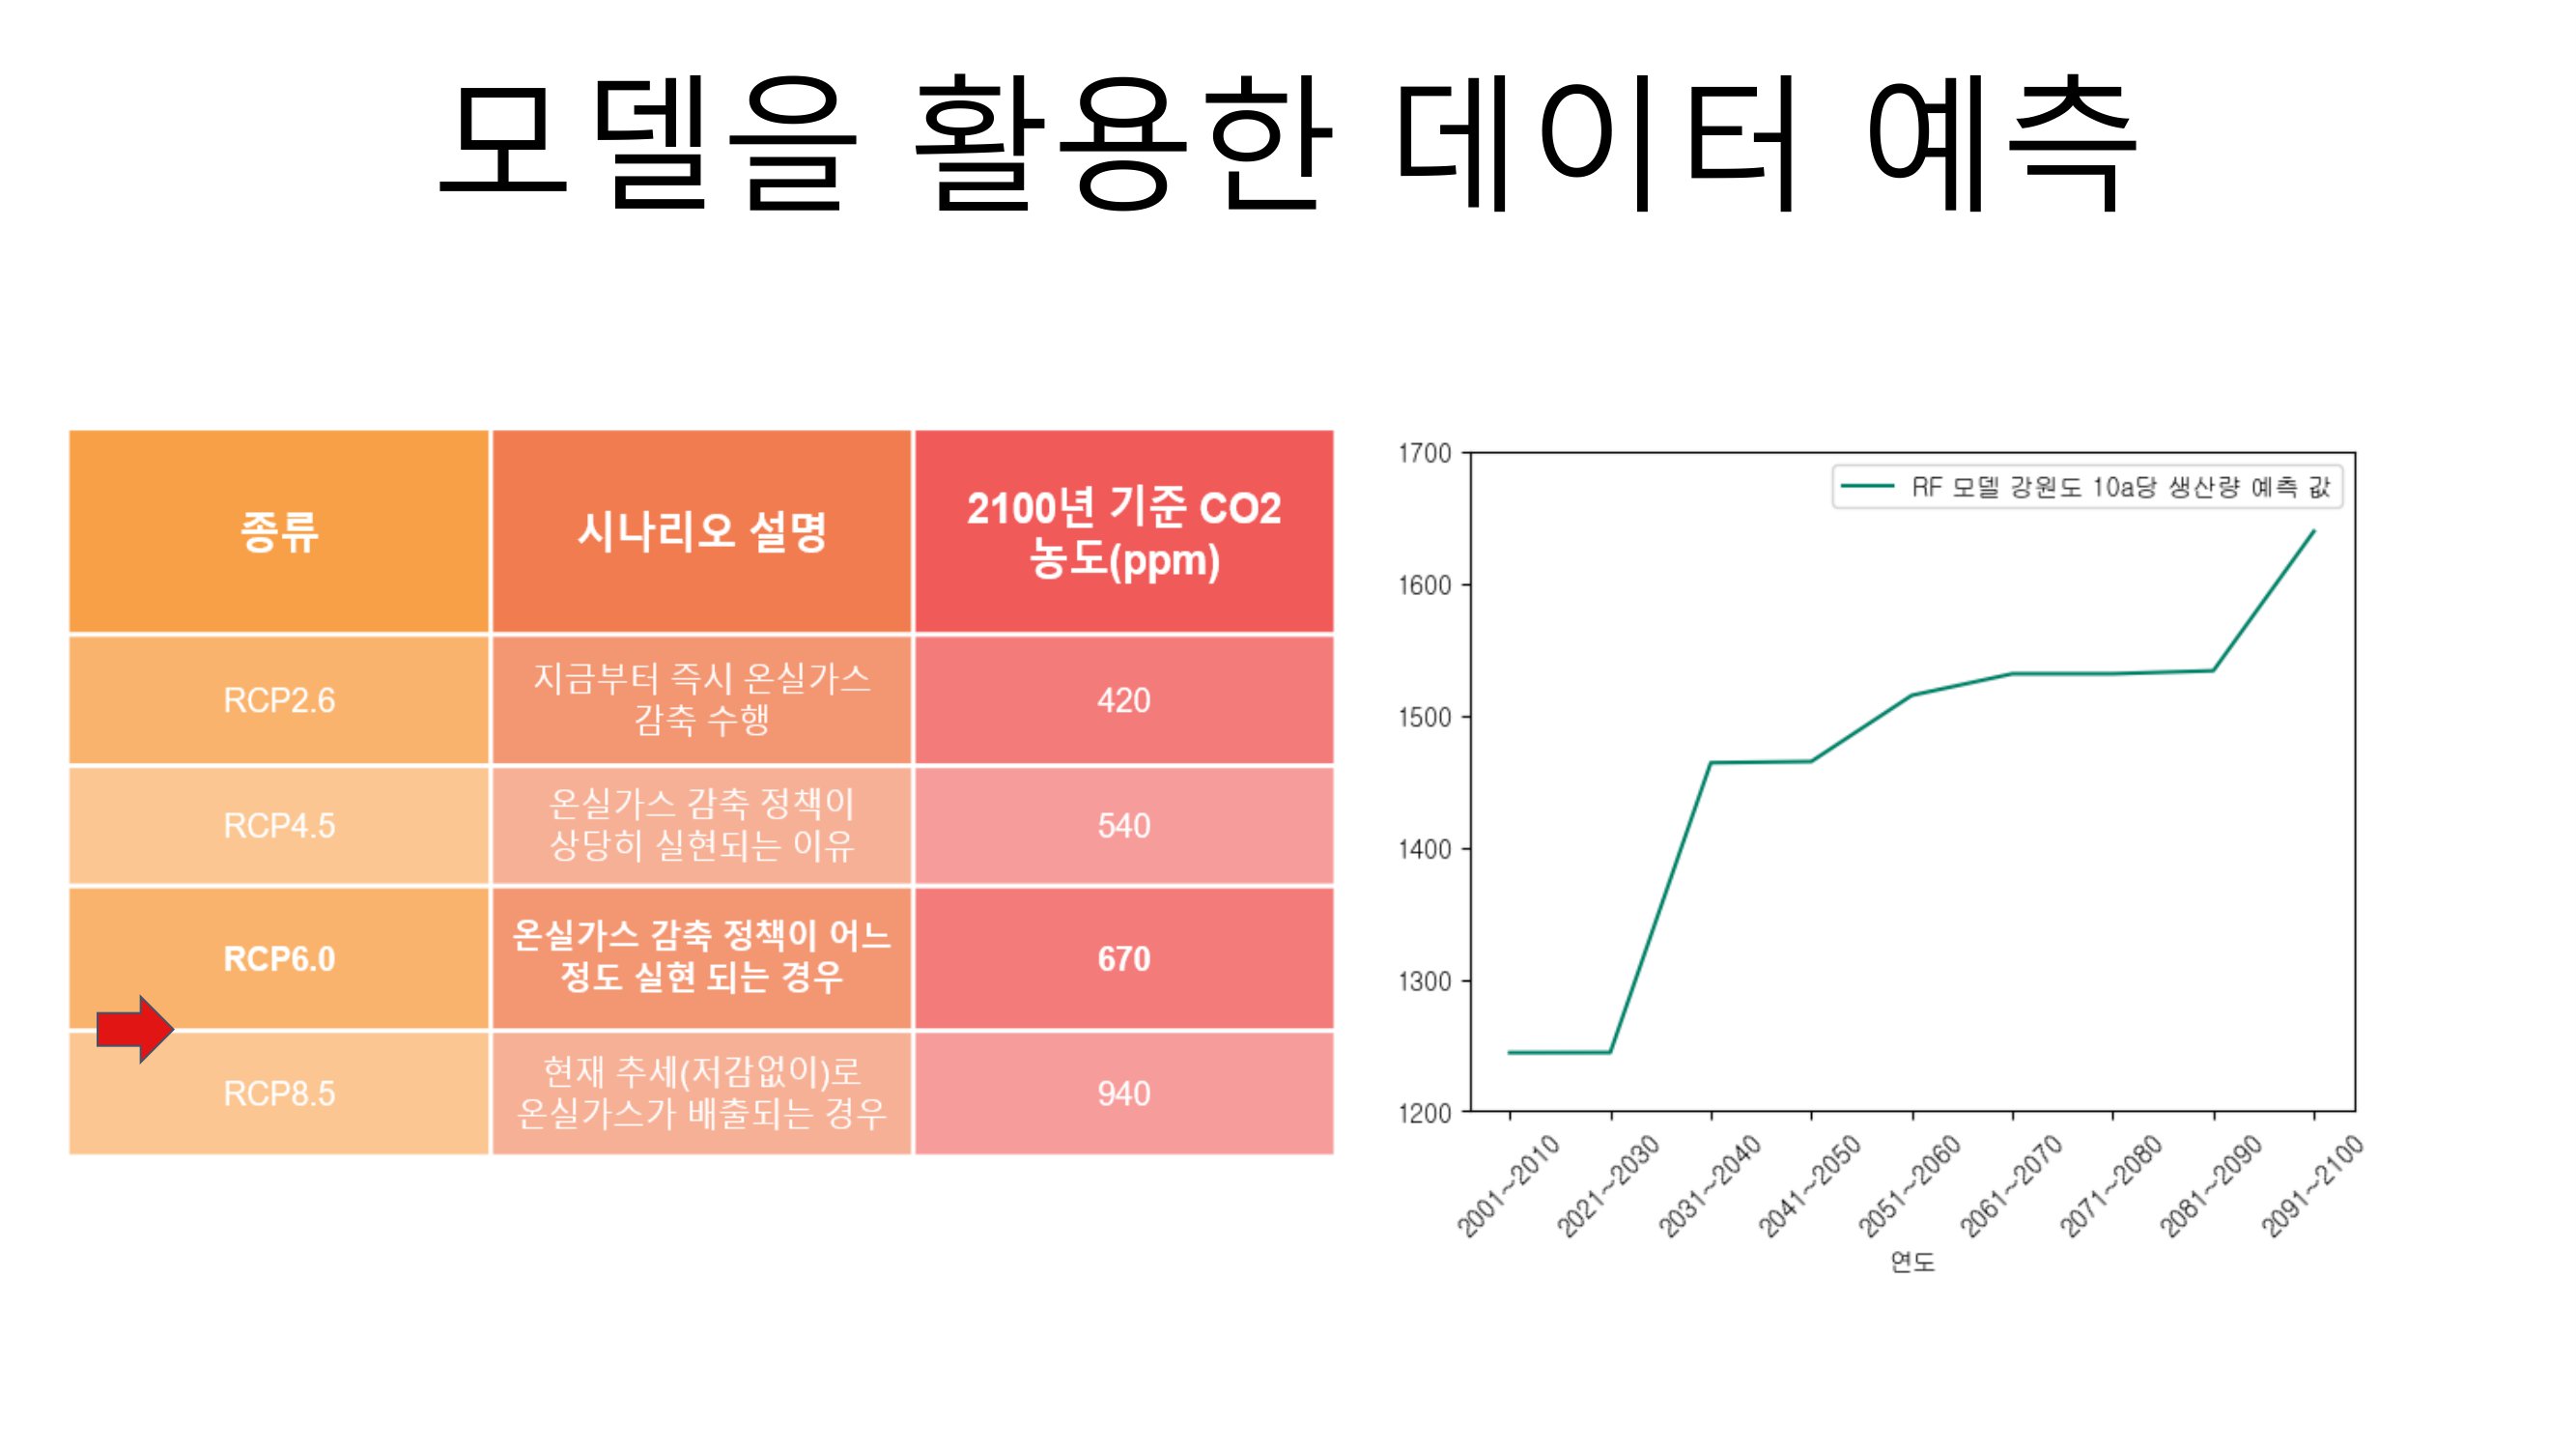 모델을 활용한 데이터 예측
종류
시나리오 설명
2100년 기준 CO2
농도(ppm)
RCP2.6
지금부터 즉시 온실가스
감축 수행
420
RCP4.5
온실가스 감축 정책이
상당히 실현되는 이유
540
RCP6.0
온실가스 감축 정책이 어느
정도 실현 되는 경우
670
RCP8.5
현재 추세(저감없이)로
온실가스가 배출되는 경우
940
RF 모델 강원도 10a당 생산량 예측 값
1700
1600
1500
1400
1300
1200
2001~2010
2021~2030
2031~2040
2041~2050
2051~2060
2061~2070
2071~2080
2081~2090
2091~2100
연도